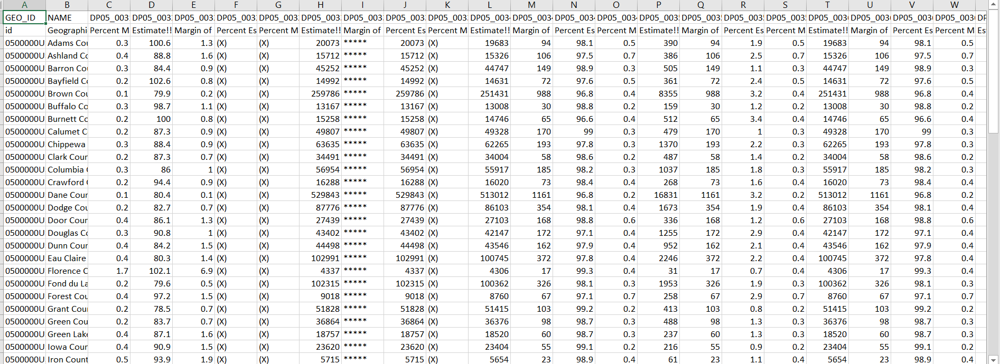 A B C D E F G H I J K L M N O P Q R S T U V W
GEO_ID NAME DP05_003 DP05_003 DP05_003 DP05_003 DP05_003 DP05_003 DP05_003 DP05_003 DP05_003 DP05_003 DP05_003 DP05_003 DP05_003 DP05_003 DP05_003 DP05_003 DP05_003 DP05_003 DP05_003 DP05_003 DP05_003 DP
id Geographi Percent M Estimate!! Margin of Percent Es Percent M Estimate!! Margin of Percent Es Percent M Estimate!! Margin of Percent Es Percent M Estimate!! Margin of Percent Es Percent M Estimate!! Margin of Percent Es Percent M Es
0500000U Adams Cou 0.3 100.6 1.3 (X) (X) 20073 ***** 20073 (X) 19683 94 98.1 0.5 390 94 1.9 0.5 19683 94 98.1 0.5
0500000U Ashland Co 0.4 88.8 1.6 (X) (X) 15712 ***** 15712 (X) 15326 106 97.5 0.7 386 106 2.5 0.7 15326 106 97.5 0.7
0500000U Barron Cou 0.3 84.4 0.9 (X) (X) 45252 ***** 45252 (X) 44747 149 98.9 0.3 505 149 1.1 0.3 44747 149 98.9 0.3
0500000U Bayfield Co 0.2 102.6 0.8 (X) (X) 14992 ***** 14992 (X) 14631 72 97.6 0.5 361 72 2.4 0.5 14631 72 97.6 0.5
0500000U Brown Cou 0.1 79.9 0.2 (X) (X) 259786 ***** 259786 (X) 251431 988 96.8 0.4 8355 988 3.2 0.4 251431 988 96.8 0.4
0500000U Buffalo Co 0.3 98.7 1.1 (X) (X) 13167 ***** 13167 (X) 13008 30 98.8 0.2 159 30 1.2 0.2 13008 30 98.8 0.2
0500000U Burnett Co 0.2 100 0.8 (X) (X) 15258 ***** 15258 (X) 14746 65 96.6 0.4 512 65 3.4 0.4 14746 65 96.6 0.4
0500000U Calumet C 0.2 87.3 0.9 (X) (X) 49807 ***** 49807 (X) 49328 170 99 0.3 479 170 1 0.3 49328 170 99 0.3
0500000U Chippewa 0.3 88.4 0.9 (X) (X) 63635 ***** 63635 (X) 62265 193 97.8 0.3 1370 193 2.2 0.3 62265 193 97.8 0.3
0500000U Clark Coun 0.2 87.3 0.7 (X) (X) 34491 ***** 34491 (X) 34004 58 98.6 0.2 487 58 1.4 0.2 34004 58 98.6 0.2
0500000U Columbia 0.3 86 1 (X) (X) 56954 ***** 56954 (X) 55917 185 98.2 0.3 1037 185 1.8 0.3 55917 185 98.2 0.3
0500000U Crawford 0.2 94.4 0.9 (X) (X) 16288 ***** 16288 (X) 16020 73 98.4 0.4 268 73 1.6 0.4 16020 73 98.4 0.4
0500000U Dane Coun 0.1 80.4 0.1 (X) (X) 529843 ***** 529843 (X) 513012 1161 96.8 0.2 16831 1161 3.2 0.2 513012 1161 96.8 0.2
0500000U Dodge Cou 0.2 82.7 0.7 (X) (X) 87776 ***** 87776 (X) 86103 354 98.1 0.4 1673 354 1.9 0.4 86103 354 98.1 0.4
0500000U Door Coun 0.4 86.1 1.3 (X) (X) 27439 ***** 27439 (X) 27103 168 98.8 0.6 336 168 1.2 0.6 27103 168 98.8 0.6
0500000U Douglas Co 0.3 90.8 1 (X) (X) 43402 ***** 43402 (X) 42147 172 97.1 0.4 1255 172 2.9 0.4 42147 172 97.1 0.4
0500000U Dunn Coun 0.4 84.2 1.5 (X) (X) 44498 ***** 44498 (X) 43546 162 97.9 0.4 952 162 2.1 0.4 43546 162 97.9 0.4
0500000U Eau Claire 0.4 80.3 1.4 (X) (X) 102991 ***** 102991 (X) 100745 372 97.8 0.4 2246 372 2.2 0.4 100745 372 97.8 0.4
0500000U Florence C 1.7 102.1 6.9 (X) (X) 4337 ***** 4337 (X) 4306 17 99.3 0.4 31 17 0.7 0.4 4306 17 99.3 0.4
0500000U Fond du La 0.2 79.6 0.5 (X) (X) 102315 ***** 102315 (X) 100362 326 98.1 0.3 1953 326 1.9 0.3 100362 326 98.1 0.3
0500000U Forest Cou 0.4 97.2 1.5 (X) (X) 9018 ***** 9018 (X) 8760 67 97.1 0.7 258 67 2.9 0.7 8760 67 97.1 0.7
0500000U Grant Cou 0.2 78.5 0.7 (X) (X) 51828 ***** 51828 (X) 51415 103 99.2 0.2 413 103 0.8 0.2 51415 103 99.2 0.2
0500000U Green Cou 0.2 83.7 0.7 (X) (X) 36864 ***** 36864 (X) 36376 98 98.7 0.3 488 98 1.3 0.3 36376 98 98.7 0.3
0500000U Green Lake 0.4 87.1 1.6 (X) (X) 18757 ***** 18757 (X) 18520 60 98.7 0.3 237 60 1.3 0.3 18520 60 98.7 0.3
0500000U Iowa Coun 0.4 90.9 1.5 (X) (X) 23620 ***** 23620 (X) 23404 55 99.1 0.2 216 55 0.9 0.2 23404 55 99.1 0.2
0500000U Iron Count 0.5 93.9 1.9 (X) (X) 5715 ***** 5715 (X) 5654 23 98.9 0.4 61 23 1.1 0.4 5654 23 98.9 0.4